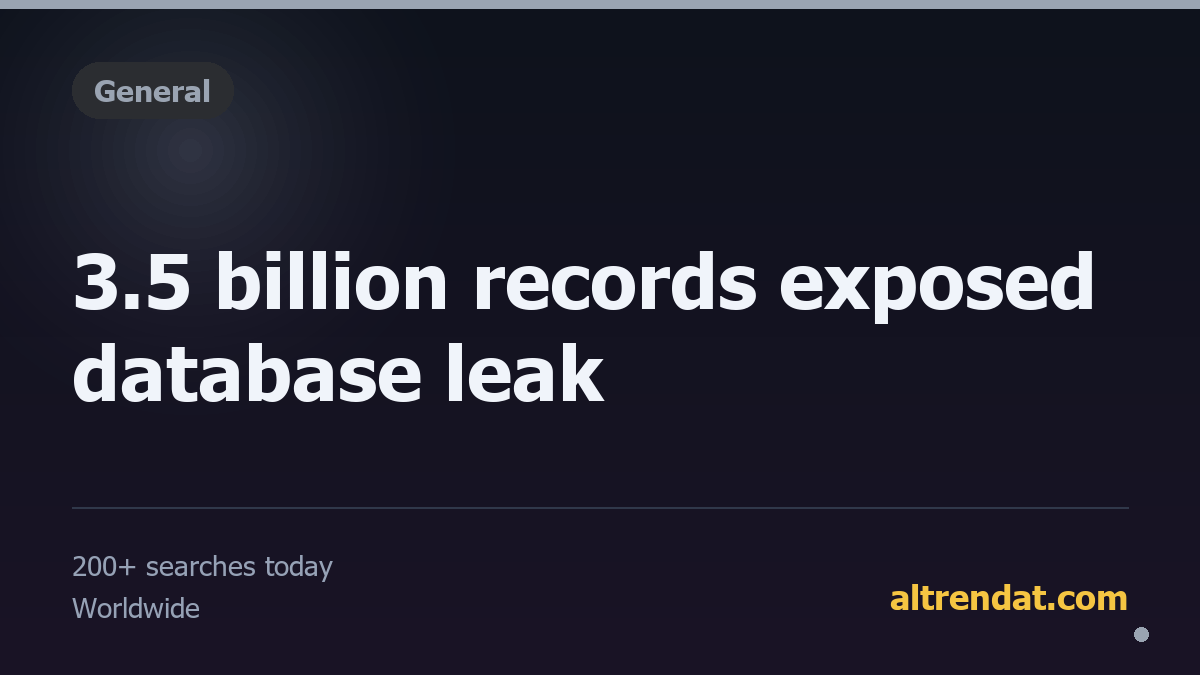 General
3.5 billion records exposed
database leak
200+ searches today
Worldwide
altrendat.com